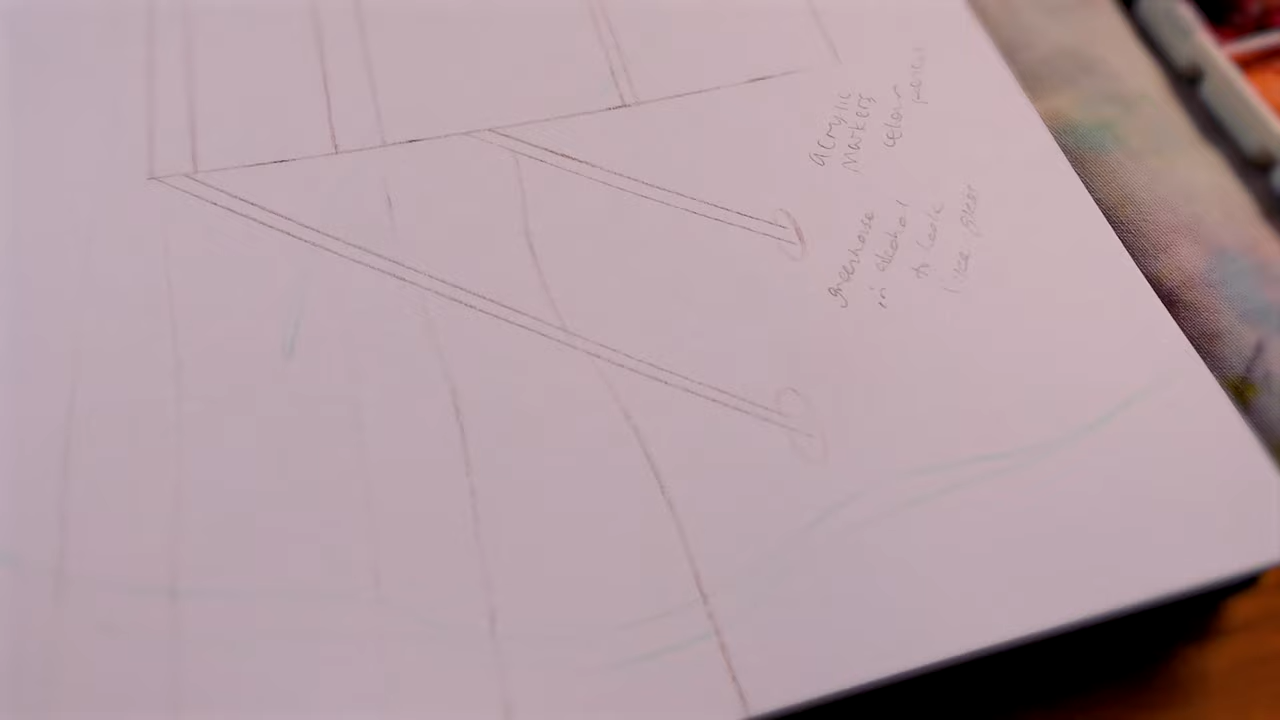 acrylic
markers
colour pencil
greenhouse
in alcohol
to look
like glass